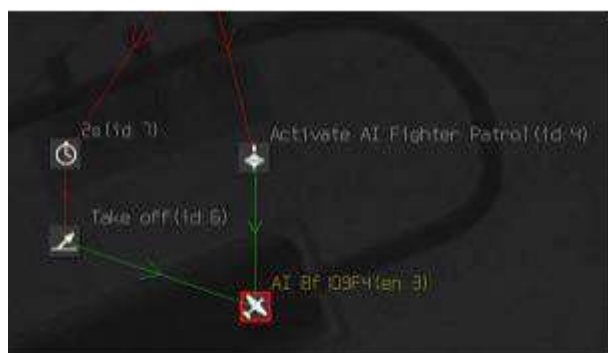 2s(id 7)
Activate AI Fighter Patrol(id 4)
Take off(id 6)
AI Bf 109F4(en 3)